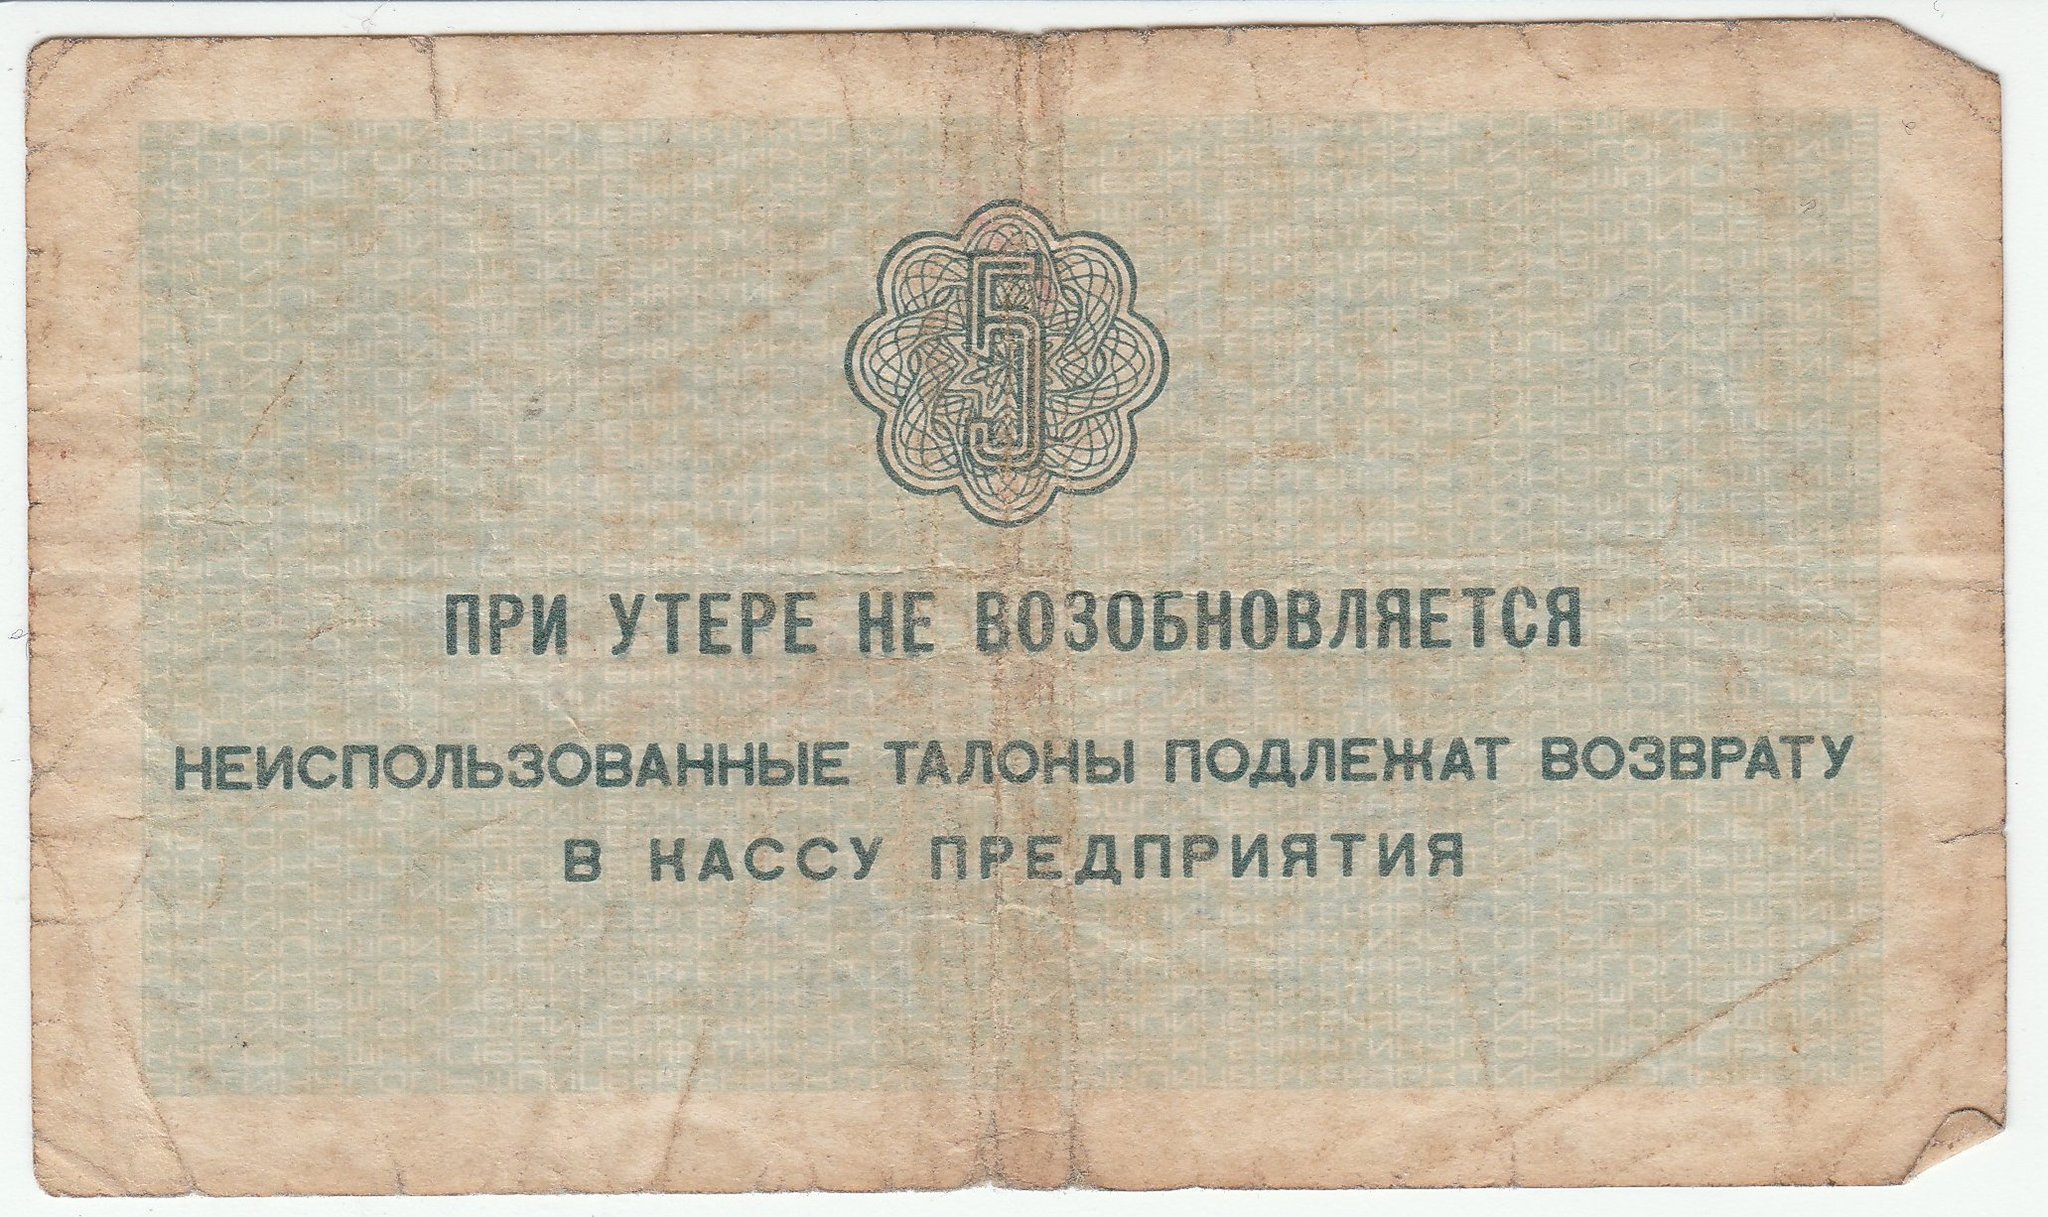 5
ПРИ УТЕРЕ НЕ ВОЗОБНОВЛЯЕТСЯ
НЕИСПОЛЬЗОВАННЫЕ ТАЛОНЫ ПОДЛЕЖАТ ВОЗВРАТУ
В КАССУ ПРЕДПРИЯТИЯ